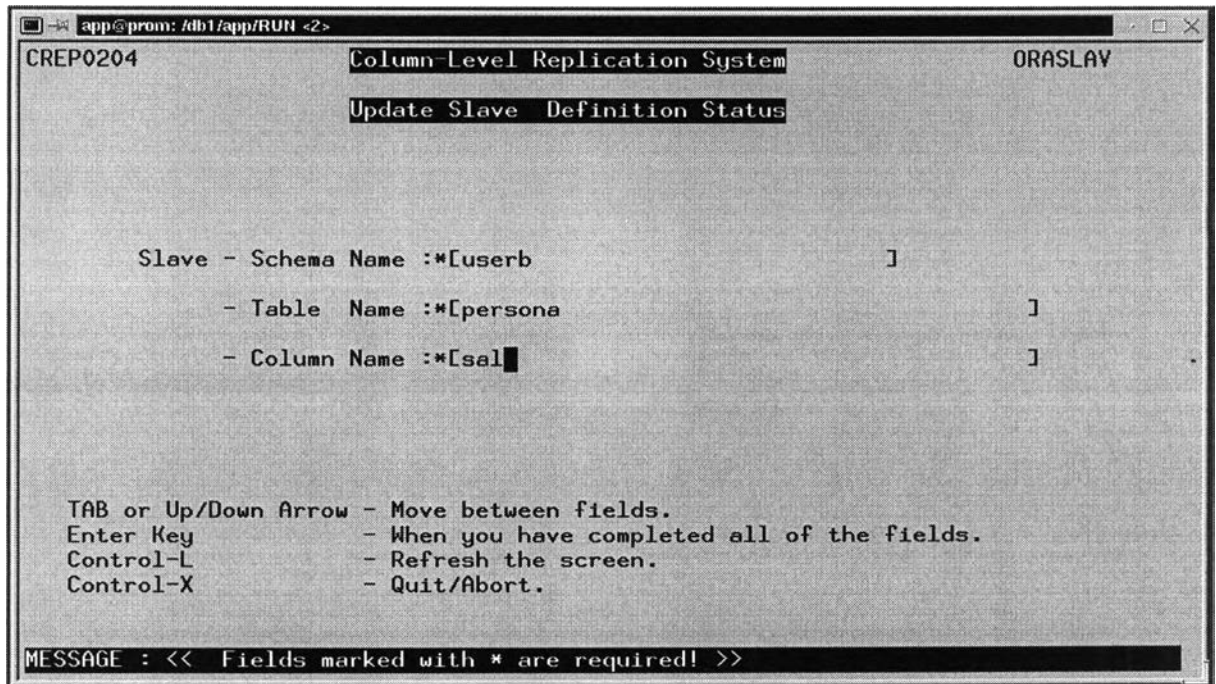 app@prom: /db1/app/RUN <2>
CREP0204 Column-Level Replication System ORASLAV
Update Slave Definition Status
Slave - Schema Name :*[userb ]
- Table Name :*[persona ]
- Column Name :*[sal ]
TAB or Up/Down Arrow - Move between fields.
Enter Key - When you have completed all of the fields.
Control-L - Refresh the screen.
Control-X - Quit/Abort.
MESSAGE : << Fields marked with * are required! >>